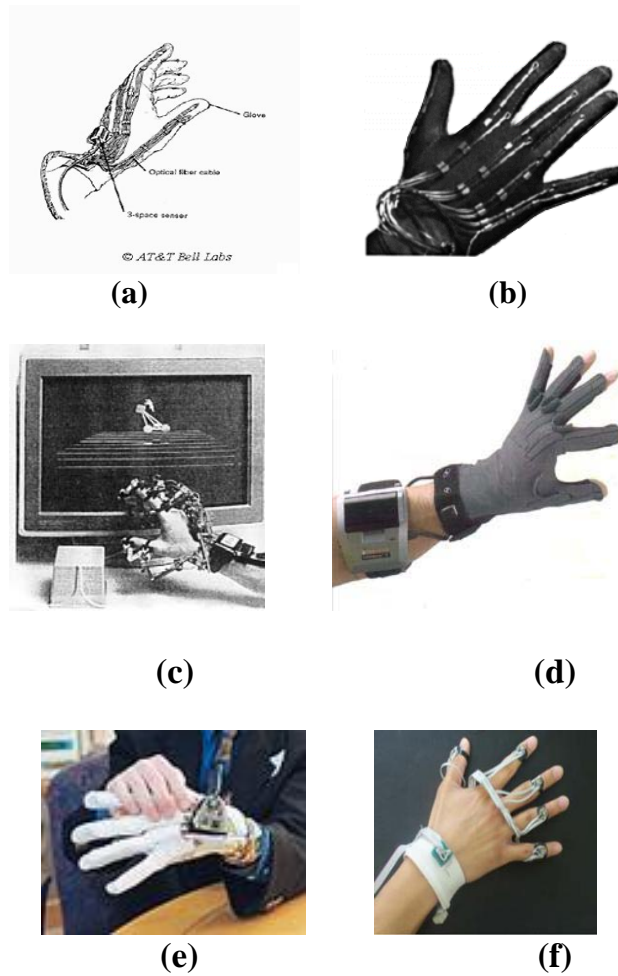 Glove
Optical fiber cable
3-space senser
© AT&T Bell Labs
(a)
(b)
(c)
(d)
(e)
(f)